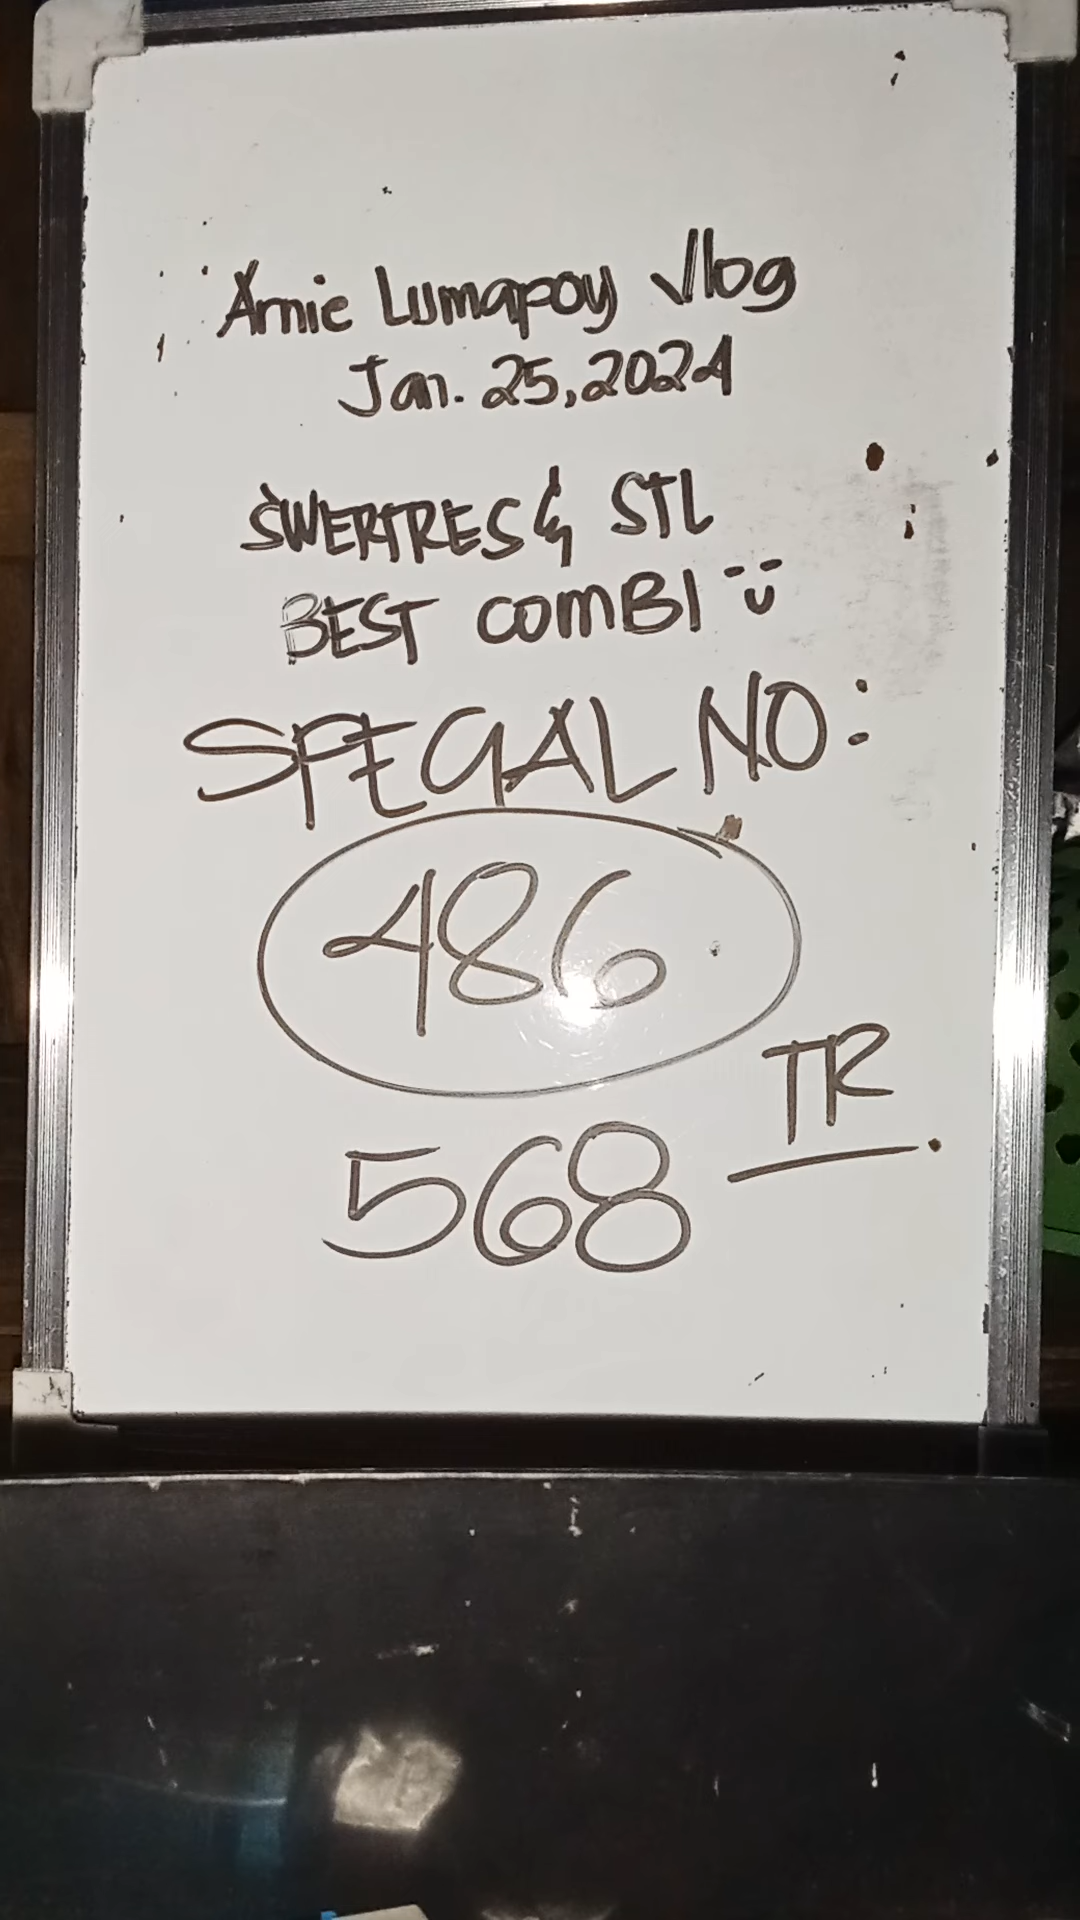 Arnie Lumapoy Vlog
Jan. 25, 2024
SWERTRES & STL
BEST comBI
SPECIAL NO:
486
TR.
568